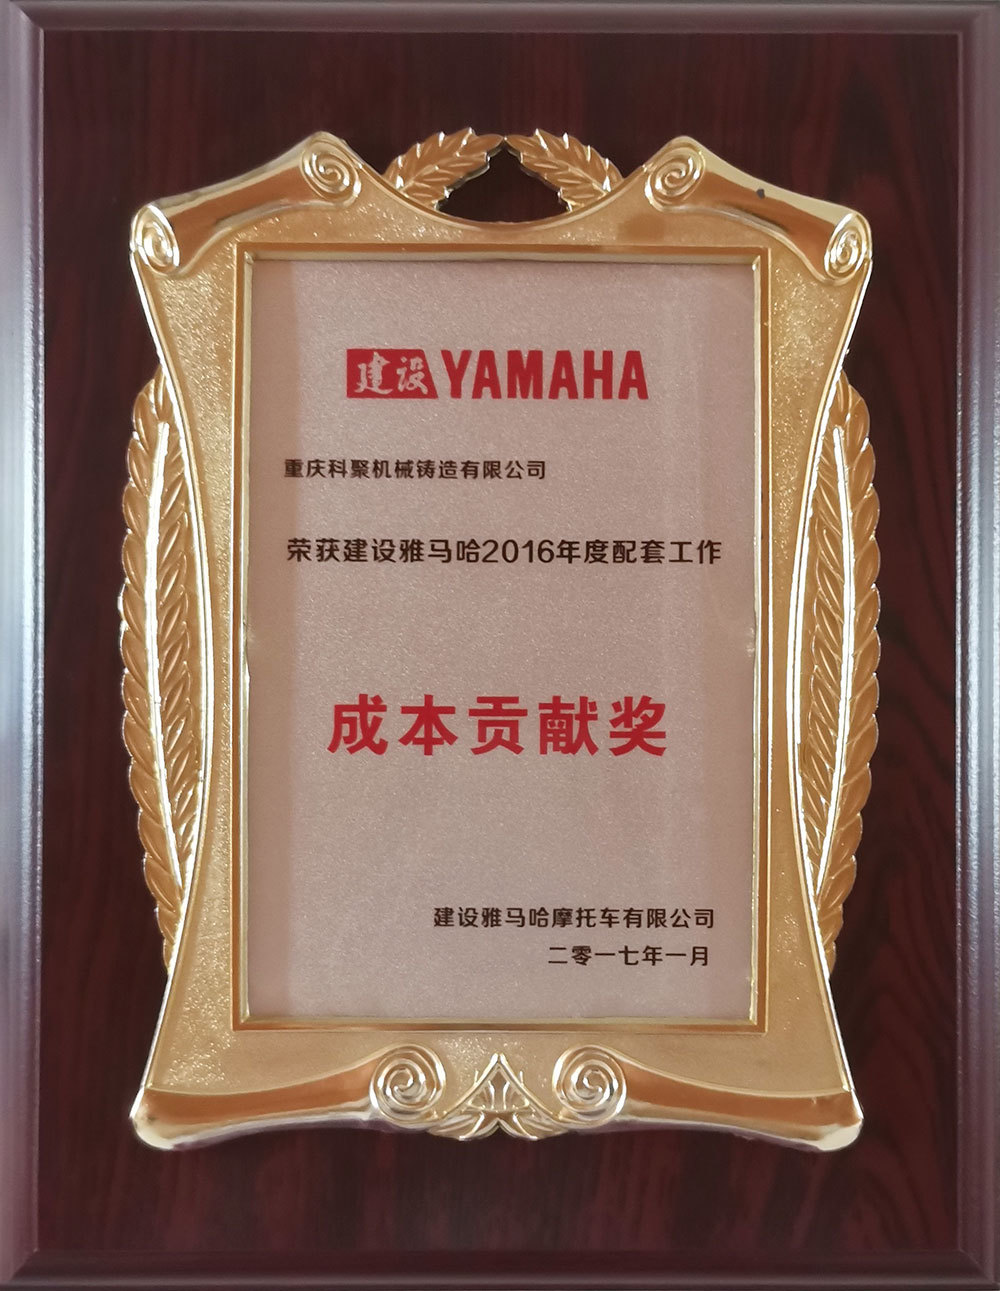 建设YAMAHA
重庆科聚机械铸造有限公司
荣获建设雅马哈2016年度配套工作
成本贡献奖
建设雅马哈摩托车有限公司
二零一七年一月